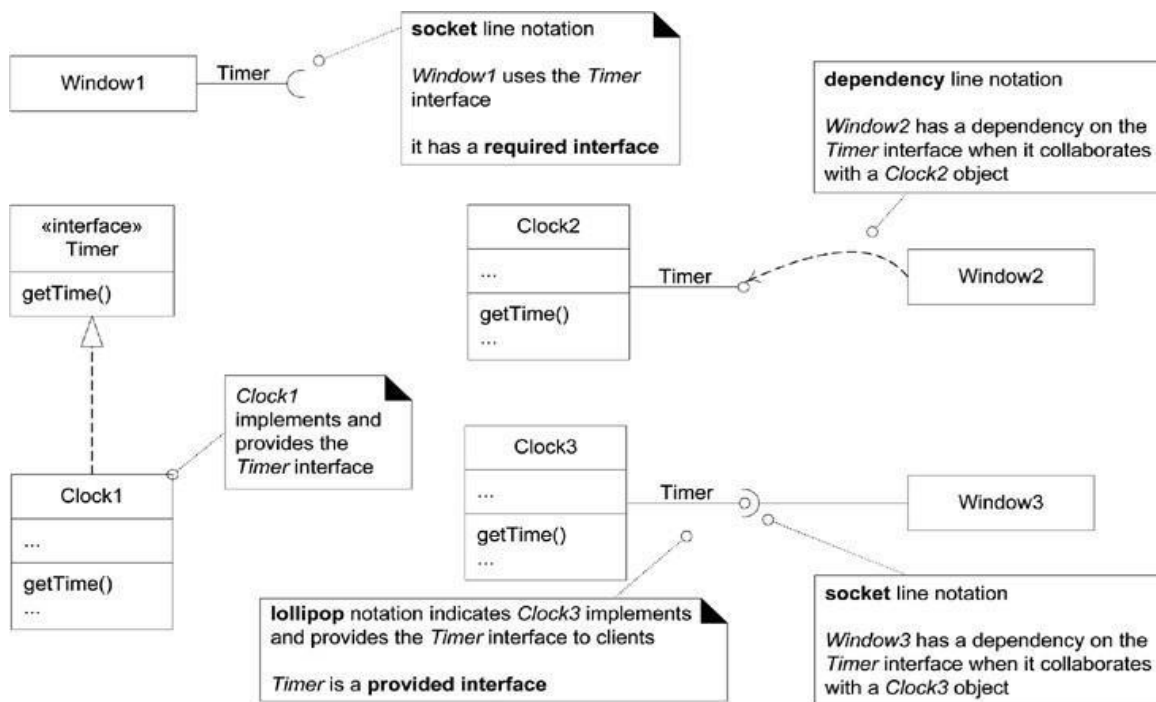 Window1
Timer
socket line notation
Window1 uses the Timer
interface
it has a required interface
dependency line notation
Window2 has a dependency on the
Timer interface when it collaborates
with a Clock2 object
«interface»
Timer
getTime()
Clock2
...
getTime()
...
Timer
Window2
Clock1
implements and
provides the
Timer interface
Clock1
...
getTime()
...
Clock3
...
getTime()
...
Timer
Window3
lollipop notation indicates Clock3 implements
and provides the Timer interface to clients
Timer is a provided interface
socket line notation
Window3 has a dependency on the
Timer interface when it collaborates
with a Clock3 object